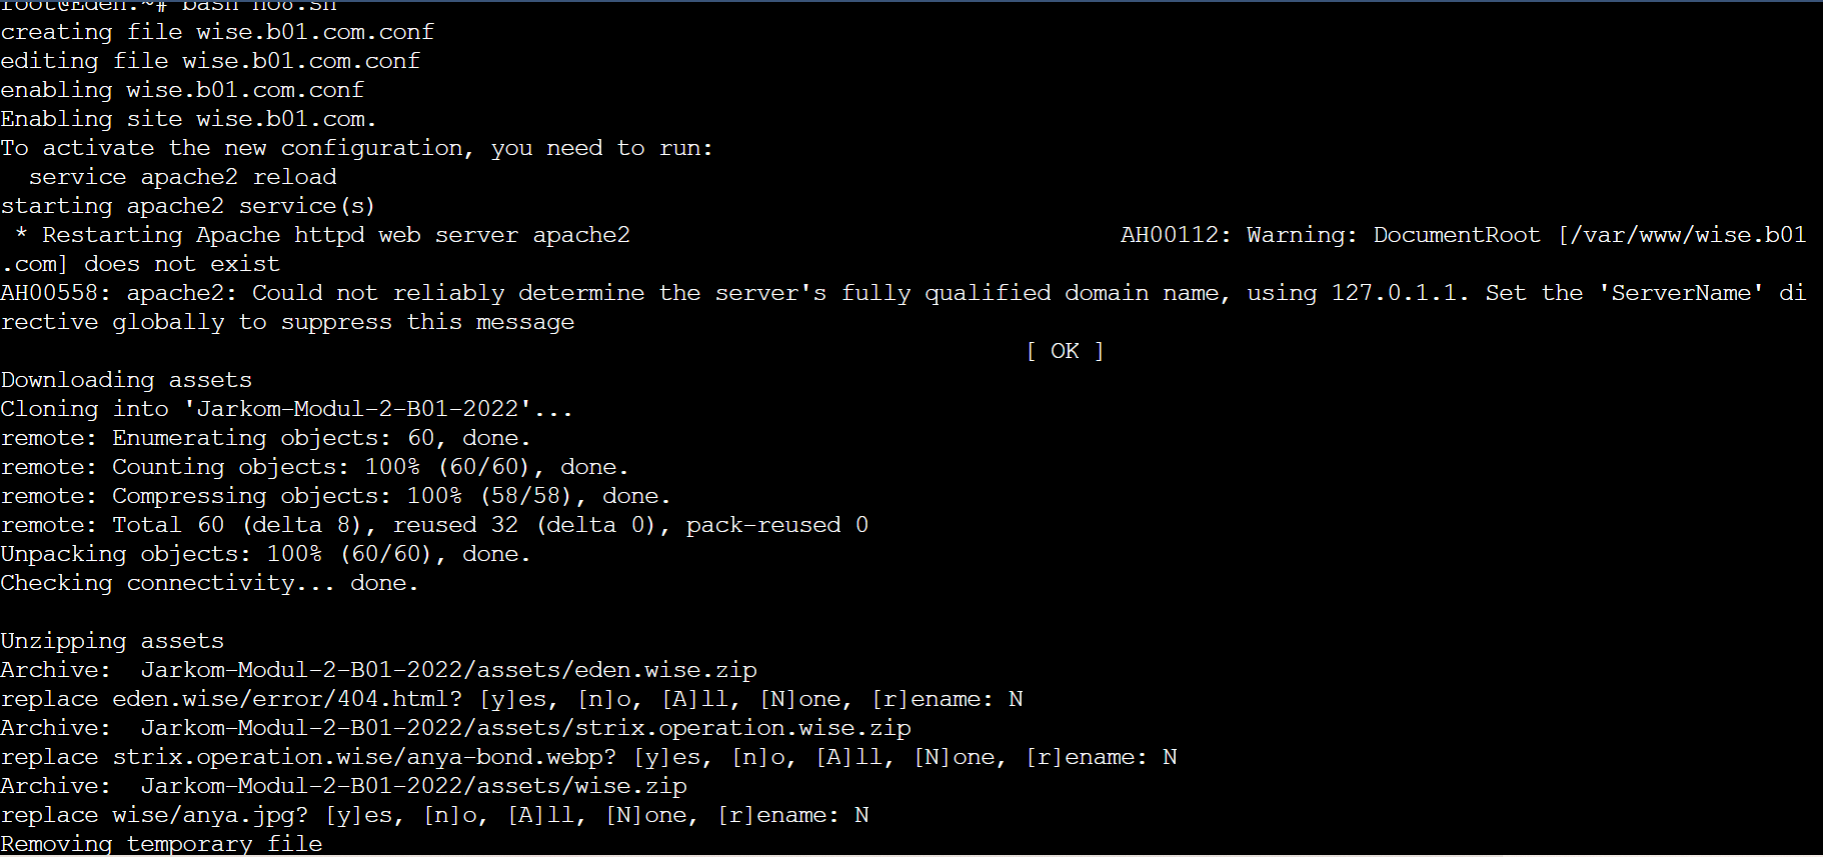 root@Eden:~# bash no8.sh
creating file wise.b01.com.conf
editing file wise.b01.com.conf
enabling wise.b01.com.conf
Enabling site wise.b01.com.
To activate the new configuration, you need to run:
  service apache2 reload
starting apache2 service(s)
 * Restarting Apache httpd web server apache2                                   AH00112: Warning: DocumentRoot [/var/www/wise.b01
.com] does not exist
AH00558: apache2: Could not reliably determine the server's fully qualified domain name, using 127.0.1.1. Set the 'ServerName' di
rective globally to suppress this message
                                                                         [ OK ]
Downloading assets
Cloning into 'Jarkom-Modul-2-B01-2022'...
remote: Enumerating objects: 60, done.
remote: Counting objects: 100% (60/60), done.
remote: Compressing objects: 100% (58/58), done.
remote: Total 60 (delta 8), reused 32 (delta 0), pack-reused 0
Unpacking objects: 100% (60/60), done.
Checking connectivity... done.

Unzipping assets
Archive:  Jarkom-Modul-2-B01-2022/assets/eden.wise.zip
replace eden.wise/error/404.html? [y]es, [n]o, [A]ll, [N]one, [r]ename: N
Archive:  Jarkom-Modul-2-B01-2022/assets/strix.operation.wise.zip
replace strix.operation.wise/anya-bond.webp? [y]es, [n]o, [A]ll, [N]one, [r]ename: N
Archive:  Jarkom-Modul-2-B01-2022/assets/wise.zip
replace wise/anya.jpg? [y]es, [n]o, [A]ll, [N]one, [r]ename: N
Removing temporary file